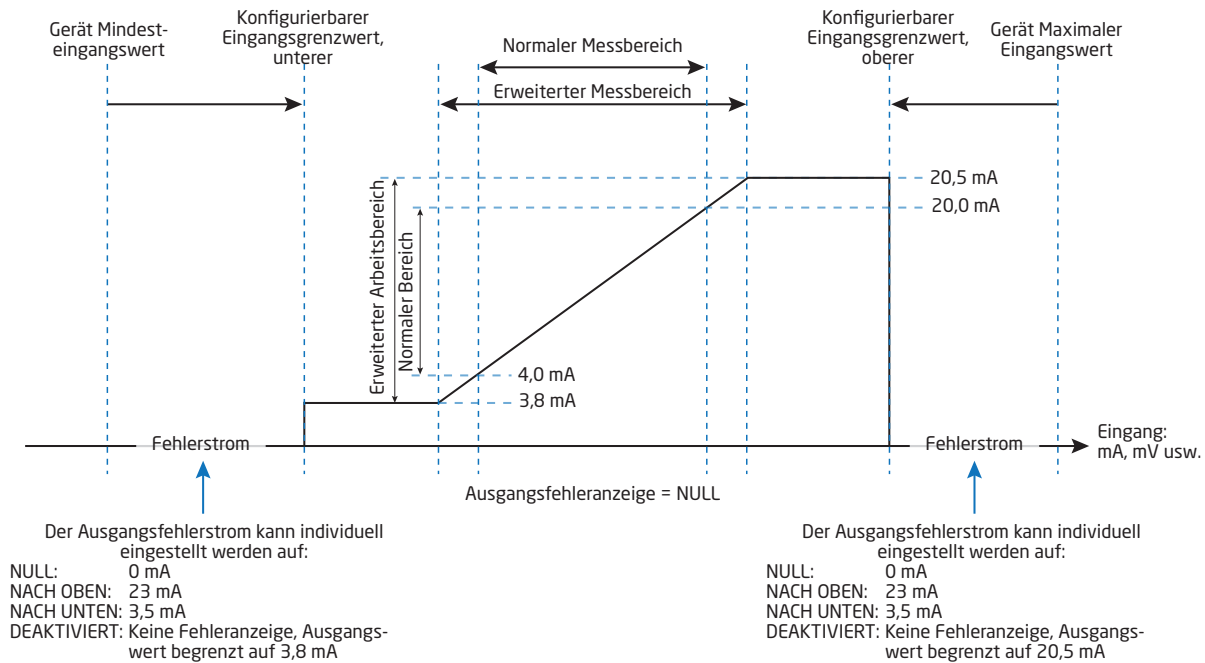 Gerät Mindest-
eingangswert
Konfigurierbarer
Eingangsgrenzwert,
unterer
Normaler Messbereich
Erweiterter Messbereich
Konfigurierbarer
Eingangsgrenzwert,
oberer
Gerät Maximaler
Eingangswert
Erweiterter Arbeitsbereich
Normaler Bereich
20,5 mA
20,0 mA
4,0 mA
3,8 mA
Fehlerstrom
Fehlerstrom
Eingang:
mA, mV usw.
Ausgangsfehleranzeige = NULL
Der Ausgangsfehlerstrom kann individuell
eingestellt werden auf:
NULL: 0 mA
NACH OBEN: 23 mA
NACH UNTEN: 3,5 mA
DEAKTIVIERT: Keine Fehleranzeige, Ausgangs-
wert begrenzt auf 3,8 mA
Der Ausgangsfehlerstrom kann individuell
eingestellt werden auf:
NULL: 0 mA
NACH OBEN: 23 mA
NACH UNTEN: 3,5 mA
DEAKTIVIERT: Keine Fehleranzeige, Ausgangs-
wert begrenzt auf 20,5 mA